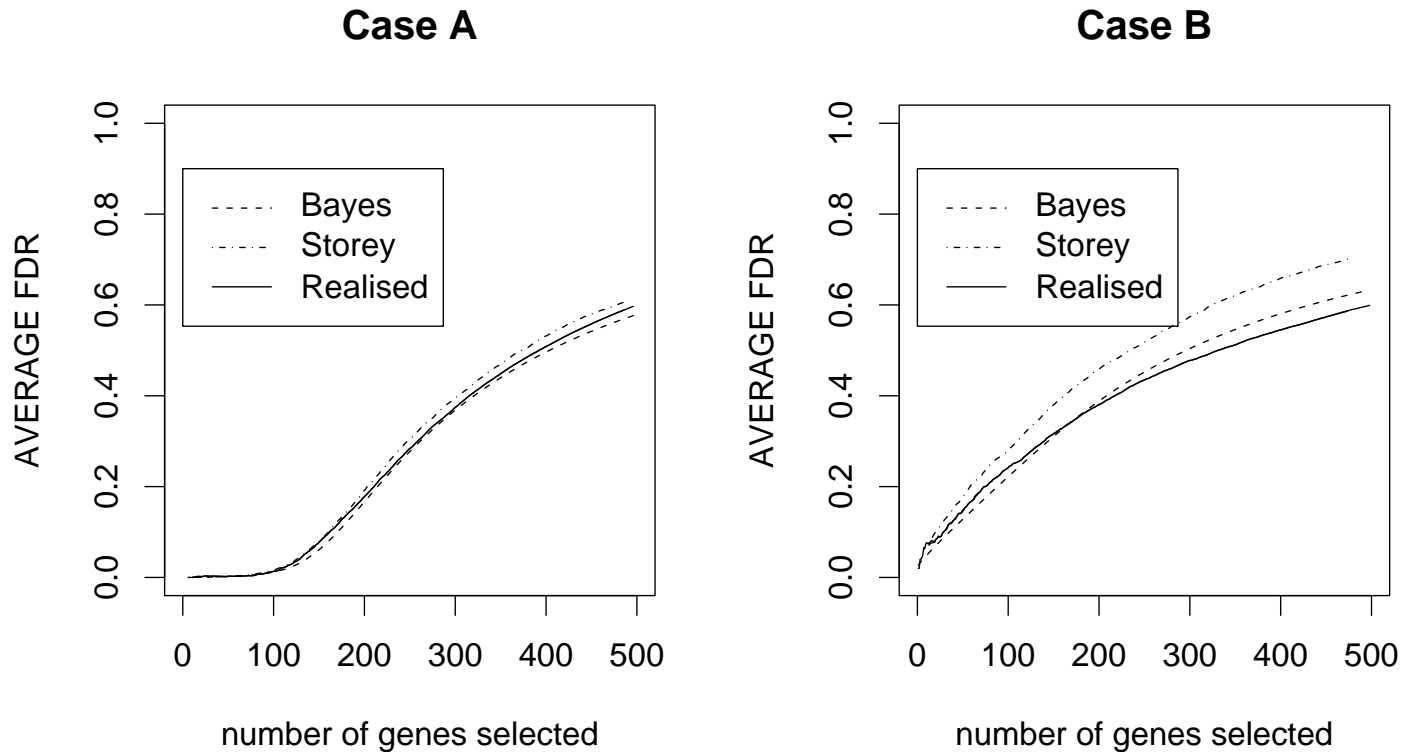 Case A
AVERAGE FDR
1.0
0.8
0.6
0.4
0.2
0.0
Bayes
Storey
Realised
0 100 200 300 400 500
number of genes selected
Case B
AVERAGE FDR
1.0
0.8
0.6
0.4
0.2
0.0
Bayes
Storey
Realised
0 100 200 300 400 500
number of genes selected